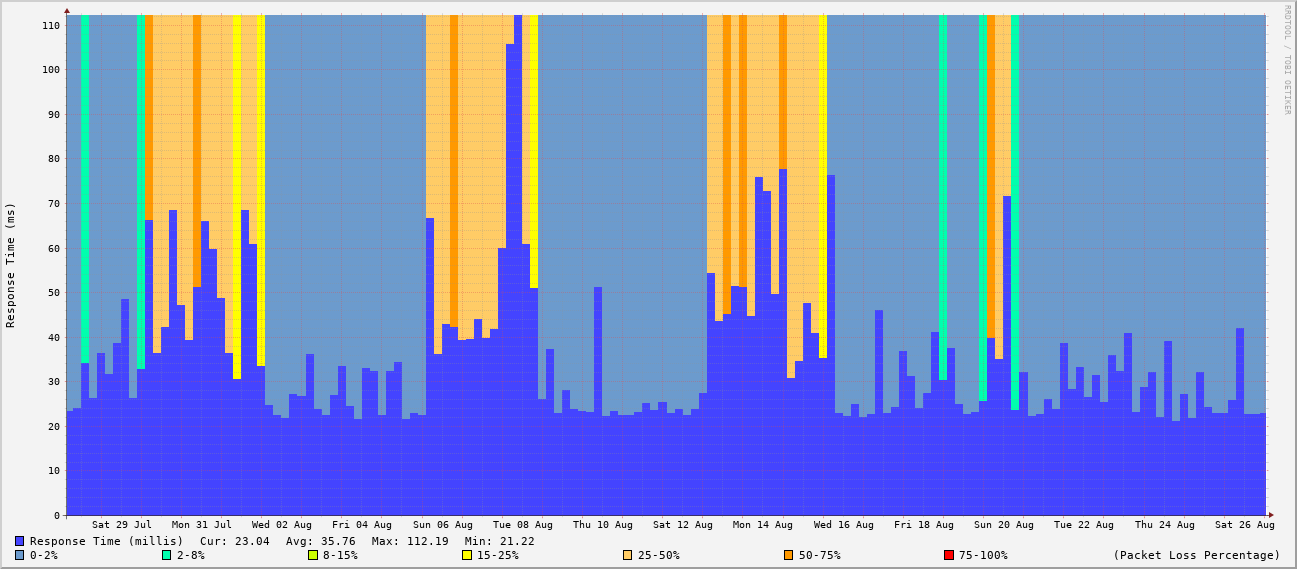 RRDTOOL / TOBI OETIKER
Response Time (ms)
110
100
90
80
70
60
50
40
30
20
10
0
Sat 29 Jul Mon 31 Jul Wed 02 Aug Fri 04 Aug Sun 06 Aug Tue 08 Aug Thu 10 Aug Sat 12 Aug Mon 14 Aug Wed 16 Aug Fri 18 Aug Sun 20 Aug Tue 22 Aug Thu 24 Aug Sat 26 Aug
Response Time (millis) Cur: 23.04 Avg: 35.76 Max: 112.19 Min: 21.22
0-2% 2-8% 8-15% 15-25% 25-50% 50-75% 75-100% (Packet Loss Percentage)